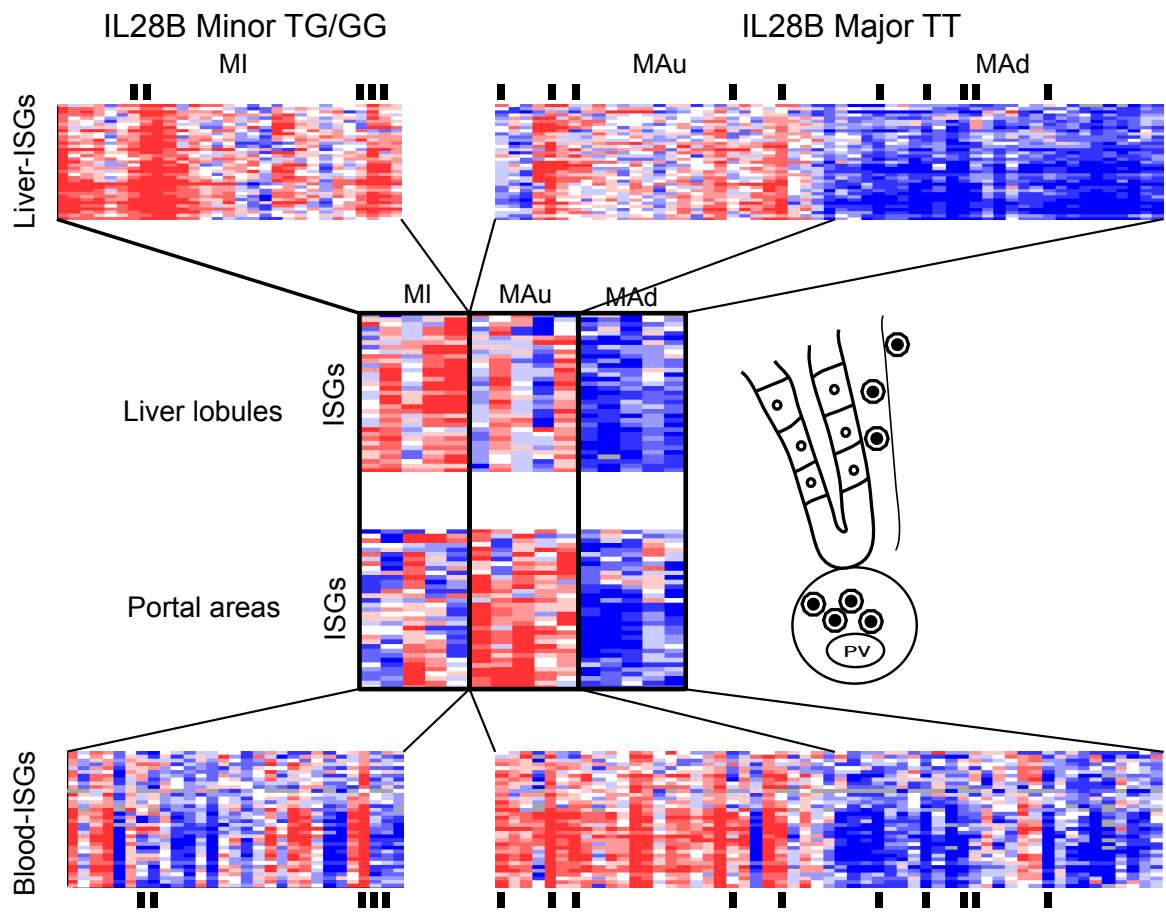 IL28B Minor TG/GG
IL28B Major TT
MI
MAu
MAd
Liver-ISGs
MI
MAu
MAd
Liver lobules
ISGs
Portal areas
ISGs
PV
Blood-ISGs